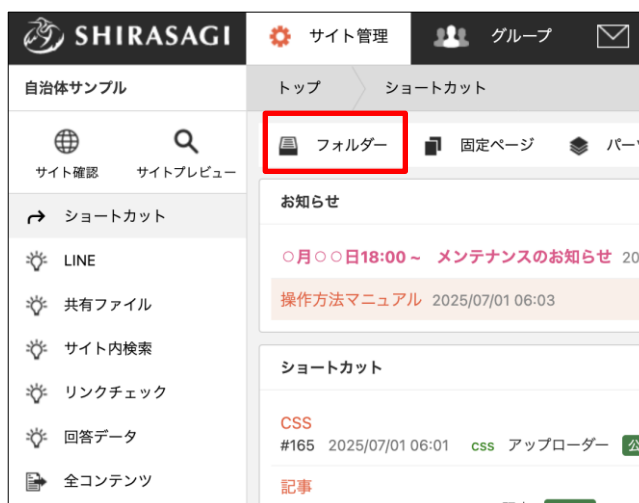 SHIRASAGI サイト管理 グループ
自治体サンプル トップ ショートカット
フォルダー 固定ページ
サイト確認 サイトプレビュー
お知らせ
ショートカット
○月○○日18:00～ メンテナンスのお知らせ 20
LINE
操作方法マニュアル 2025/07/01 06:03
共有ファイル
サイト内検索
ショートカット
リンクチェック
CSS
#165 2025/07/01 06:01 css アップローダー 公
回答データ
全コンテンツ
記事